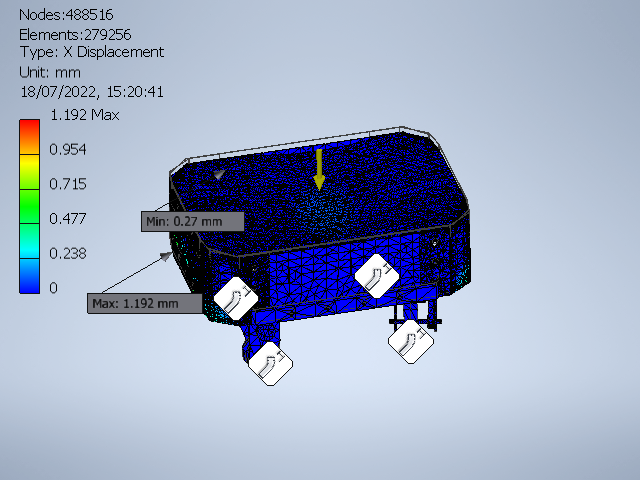 Nodes:488516
Elements:279256
Type: X Displacement
Unit: mm
18/07/2022, 15:20:41
1.192 Max
0.954
0.715
0.477
0.238
0
Min: 0.27 mm
Max: 1.192 mm